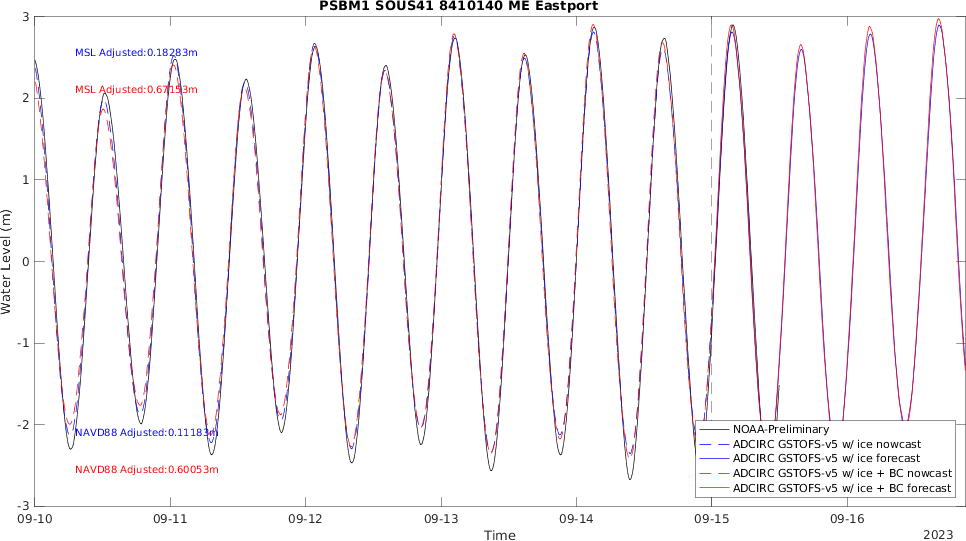 PSBM1 SOUS41 8410140 ME Eastport
3
2
1
0
-1
-2
-3
Water Level (m)
MSL Adjusted:0.18283m
MSL Adjusted:0.67153m
NAVD88 Adjusted:0.11183m
NAVD88 Adjusted:0.60053m
NOAA-Preliminary
ADCIRC GSTOFS-v5 w/ ice nowcast
ADCIRC GSTOFS-v5 w/ ice forecast
ADCIRC GSTOFS-v5 w/ ice + BC nowcast
ADCIRC GSTOFS-v5 w/ ice + BC forecast
09-10 09-11 09-12 09-13 09-14 09-15 09-16
Time
2023